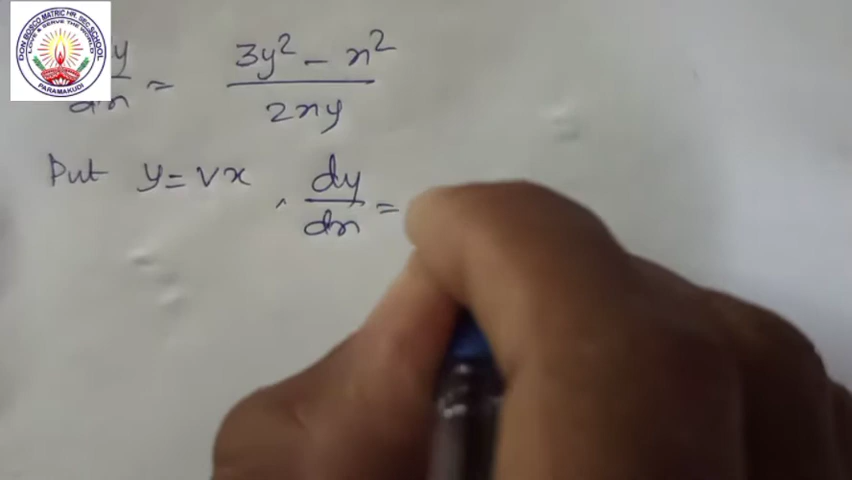 DON BOSCO MATRIC HR. SEC SCHOOL
LOVE & SERVE THE WORLD
PARAMAKUDI
dy/dx = 3y² - x² / 2xy
Put y = vx , dy/dx =